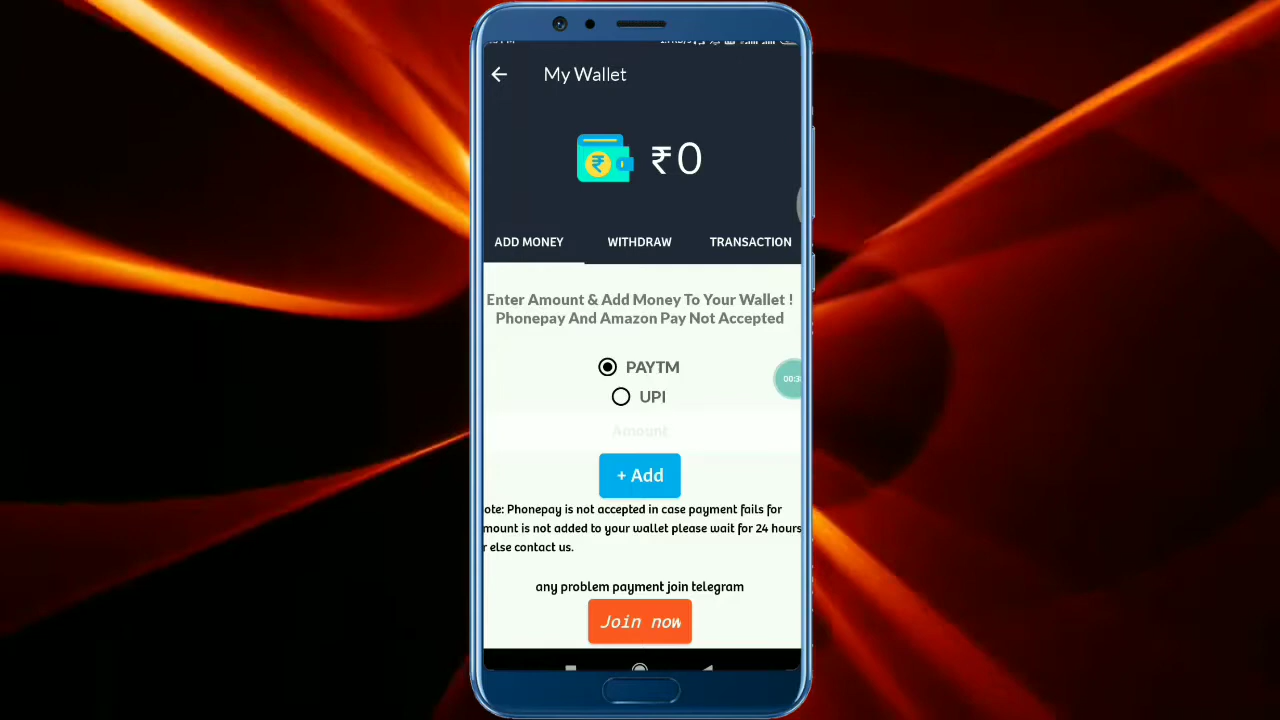 My Wallet
₹0
ADD MONEY WITHDRAW TRANSACTION
Enter Amount & Add Money To Your Wallet !
Phonepay And Amazon Pay Not Accepted
PAYTM
UPI
Amount
+ Add
ote: Phonepay is not accepted in case payment fails for
mount is not added to your wallet please wait for 24 hours
r else contact us.
any problem payment join telegram
Join now